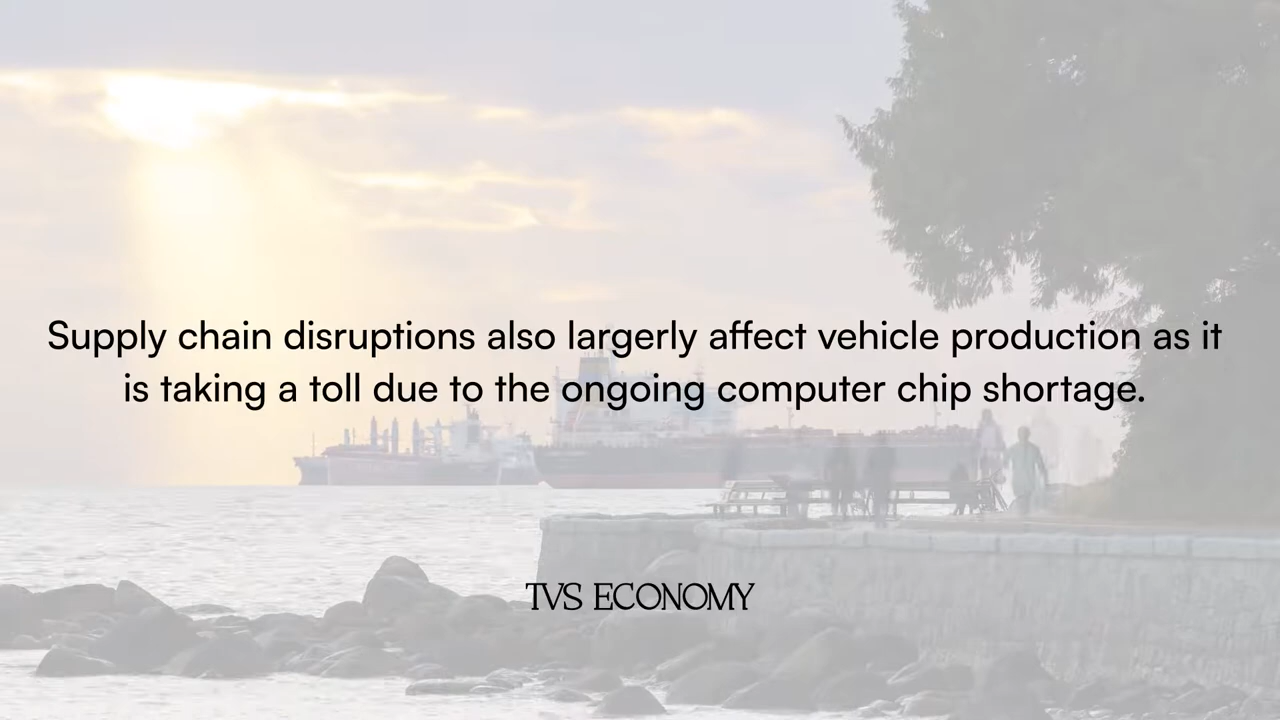 Supply chain disruptions also largerly affect vehicle production as it
is taking a toll due to the ongoing computer chip shortage.
TVS ECONOMY